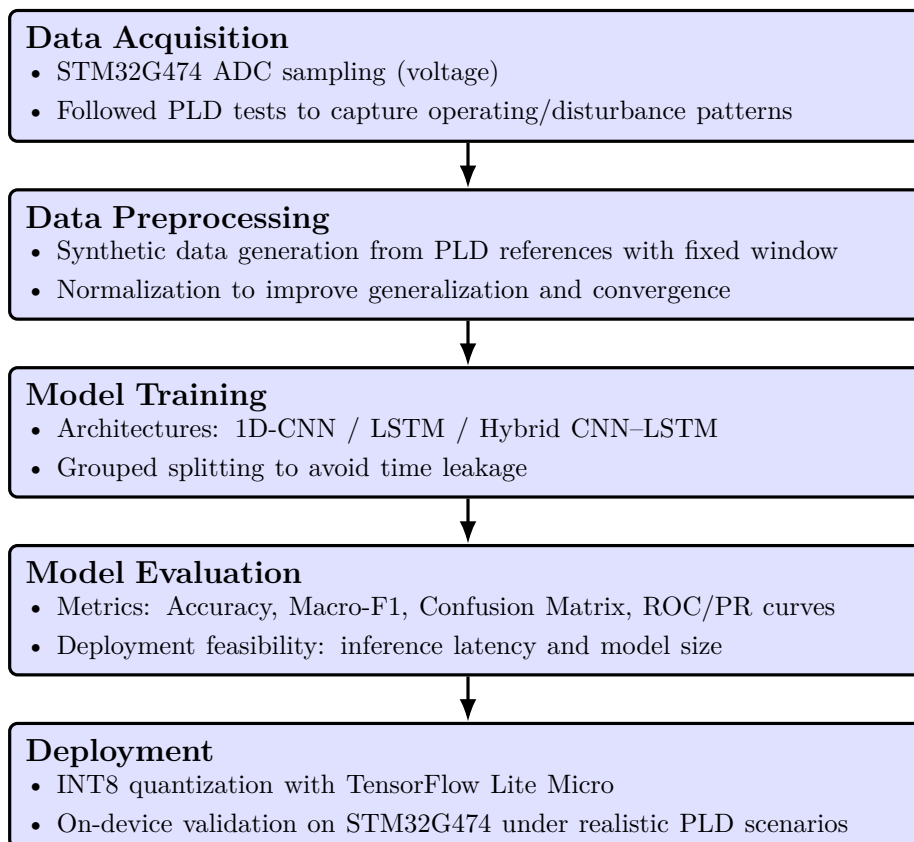 Data Acquisition
• STM32G474 ADC sampling (voltage)
• Followed PLD tests to capture operating/disturbance patterns
Data Preprocessing
• Synthetic data generation from PLD references with fixed window
• Normalization to improve generalization and convergence
Model Training
• Architectures: 1D-CNN / LSTM / Hybrid CNN–LSTM
• Grouped splitting to avoid time leakage
Model Evaluation
• Metrics: Accuracy, Macro-F1, Confusion Matrix, ROC/PR curves
• Deployment feasibility: inference latency and model size
Deployment
• INT8 quantization with TensorFlow Lite Micro
• On-device validation on STM32G474 under realistic PLD scenarios